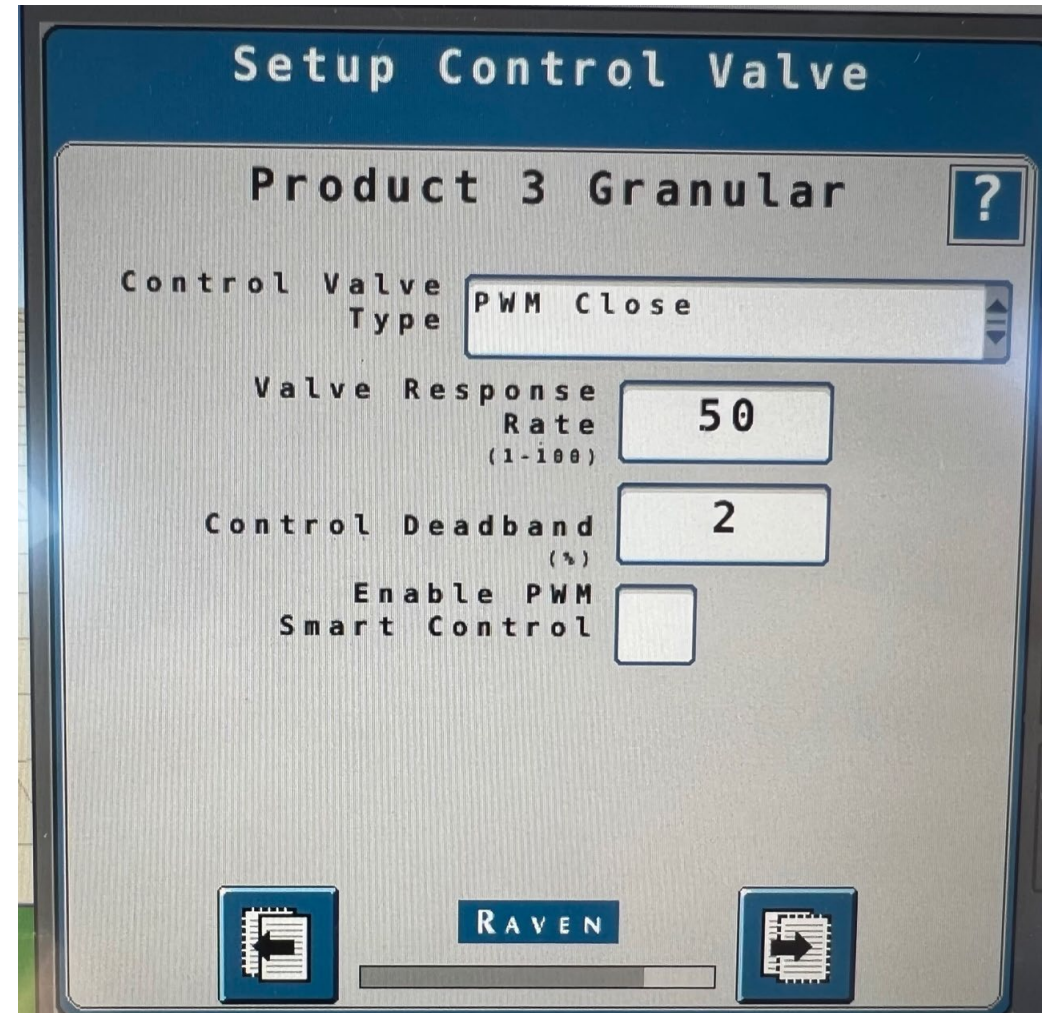 Setup Control Valve
Product 3 Granular
?
Control Valve
Type
PWM Close
Valve Response
Rate
(1-100)
50
Control Deadband
(%)
2
Enable PWM
Smart Control
RAVEN